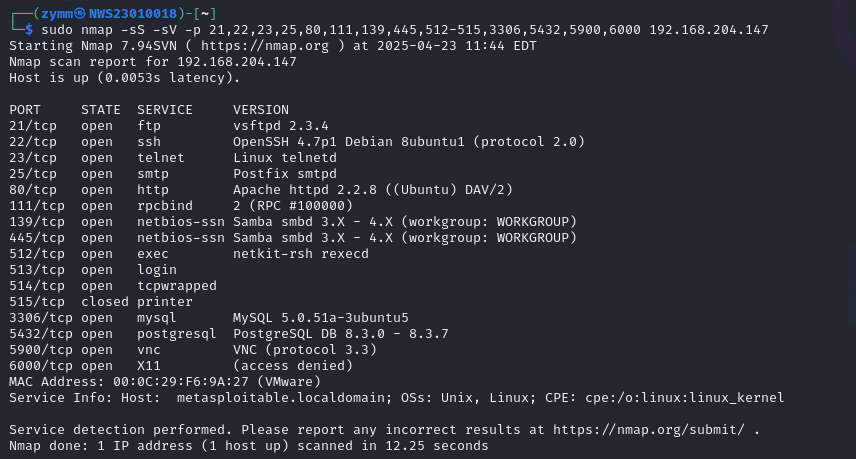 ┌──(zymm㉿NWS23010018)-[~]
└─$ sudo nmap -sS -sV -p 21,22,23,25,80,111,139,445,512-515,3306,5432,5900,6000 192.168.204.147
Starting Nmap 7.94SVN ( https://nmap.org ) at 2025-04-23 11:44 EDT
Nmap scan report for 192.168.204.147
Host is up (0.0053s latency).

PORT     STATE  SERVICE     VERSION
21/tcp   open   ftp         vsftpd 2.3.4
22/tcp   open   ssh         OpenSSH 4.7p1 Debian 8ubuntu1 (protocol 2.0)
23/tcp   open   telnet      Linux telnetd
25/tcp   open   smtp        Postfix smtpd
80/tcp   open   http        Apache httpd 2.2.8 ((Ubuntu) DAV/2)
111/tcp  open   rpcbind     2 (RPC #100000)
139/tcp  open   netbios-ssn Samba smbd 3.X - 4.X (workgroup: WORKGROUP)
445/tcp  open   netbios-ssn Samba smbd 3.X - 4.X (workgroup: WORKGROUP)
512/tcp  open   exec        netkit-rsh rexecd
513/tcp  open   login
514/tcp  open   tcpwrapped
515/tcp  closed printer
3306/tcp open   mysql       MySQL 5.0.51a-3ubuntu5
5432/tcp open   postgresql  PostgreSQL DB 8.3.0 - 8.3.7
5900/tcp open   vnc         VNC (protocol 3.3)
6000/tcp open   X11         (access denied)
MAC Address: 00:0C:29:F6:9A:27 (VMware)
Service Info: Host:  metasploitable.localdomain; OSs: Unix, Linux; CPE: cpe:/o:linux:linux_kernel

Service detection performed. Please report any incorrect results at https://nmap.org/submit/ .
Nmap done: 1 IP address (1 host up) scanned in 12.25 seconds